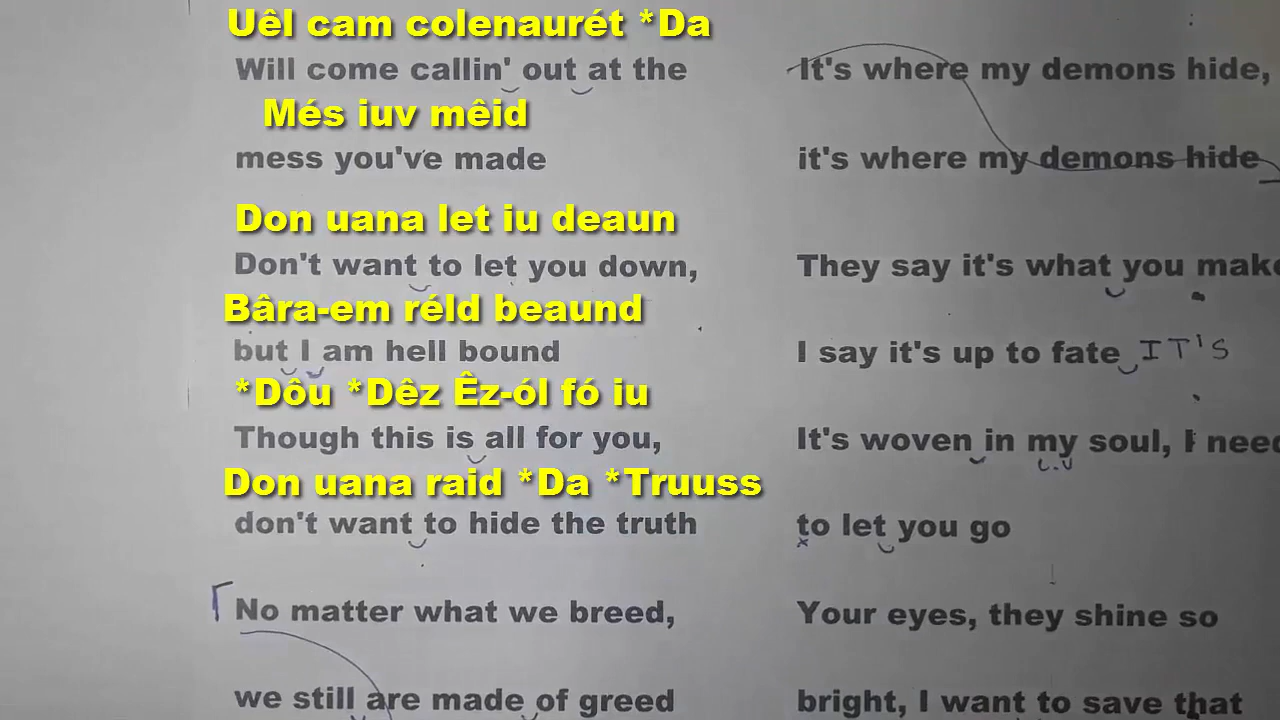 Uêl cam colenaurét *Da
Will come callin' out at the
Més iuv mêid
mess you've made
Don uana let iu deaun
Don't want to let you down,
Bâra-em réld beaund
but I am hell bound
*Dôu *Dêz Êz-ól fó iu
Though this is all for you,
Don uana raid *Da *Truuss
don't want to hide the truth
No matter what we breed,
we still are made of greed
It's where my demons hide,
it's where my demons hide
They say it's what you make
I say it's up to fate IT'S
It's woven in my soul, I need
to let you go
Your eyes, they shine so
bright, I want to save that